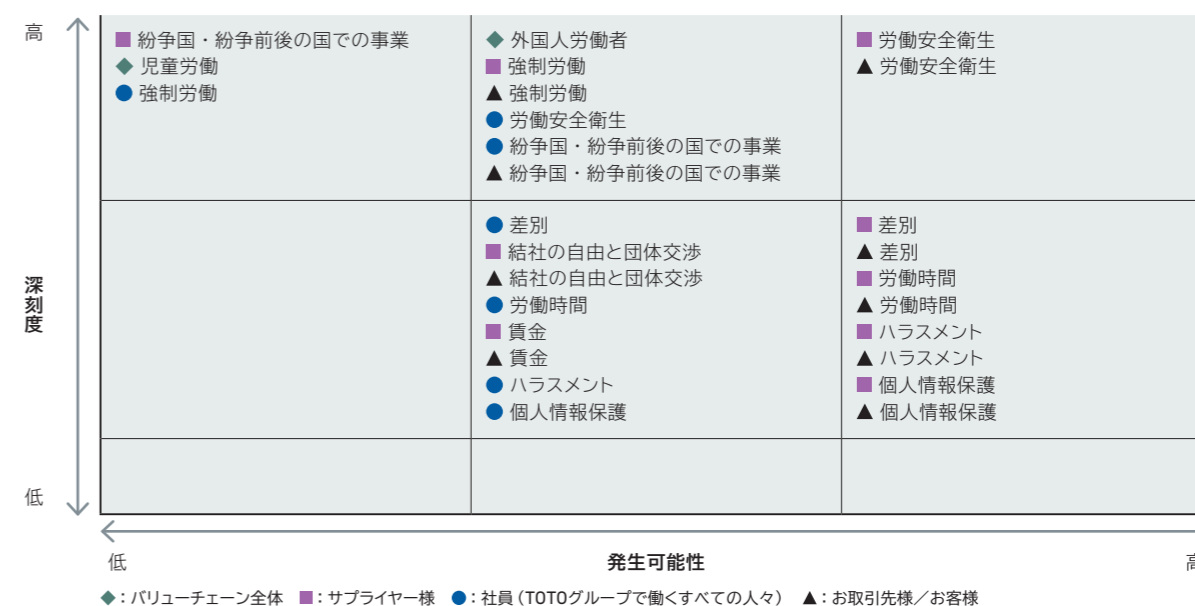 高
■ 紛争国・紛争前後の国での事業
◆ 児童労働
● 強制労働
◆ 外国人労働者
■ 強制労働
▲ 強制労働
● 労働安全衛生
● 紛争国・紛争前後の国での事業
▲ 紛争国・紛争前後の国での事業
■ 労働安全衛生
▲ 労働安全衛生
深刻度
● 差別
■ 結社の自由と団体交渉
▲ 結社の自由と団体交渉
● 労働時間
■ 賃金
▲ 賃金
● ハラスメント
● 個人情報保護
■ 差別
▲ 差別
■ 労働時間
▲ 労働時間
■ ハラスメント
▲ ハラスメント
■ 個人情報保護
▲ 個人情報保護
低
低
発生可能性
高
◆：バリューチェーン全体 ■：サプライヤー様 ●：社員（TOTOグループで働くすべての人々） ▲：お取引先様／お客様